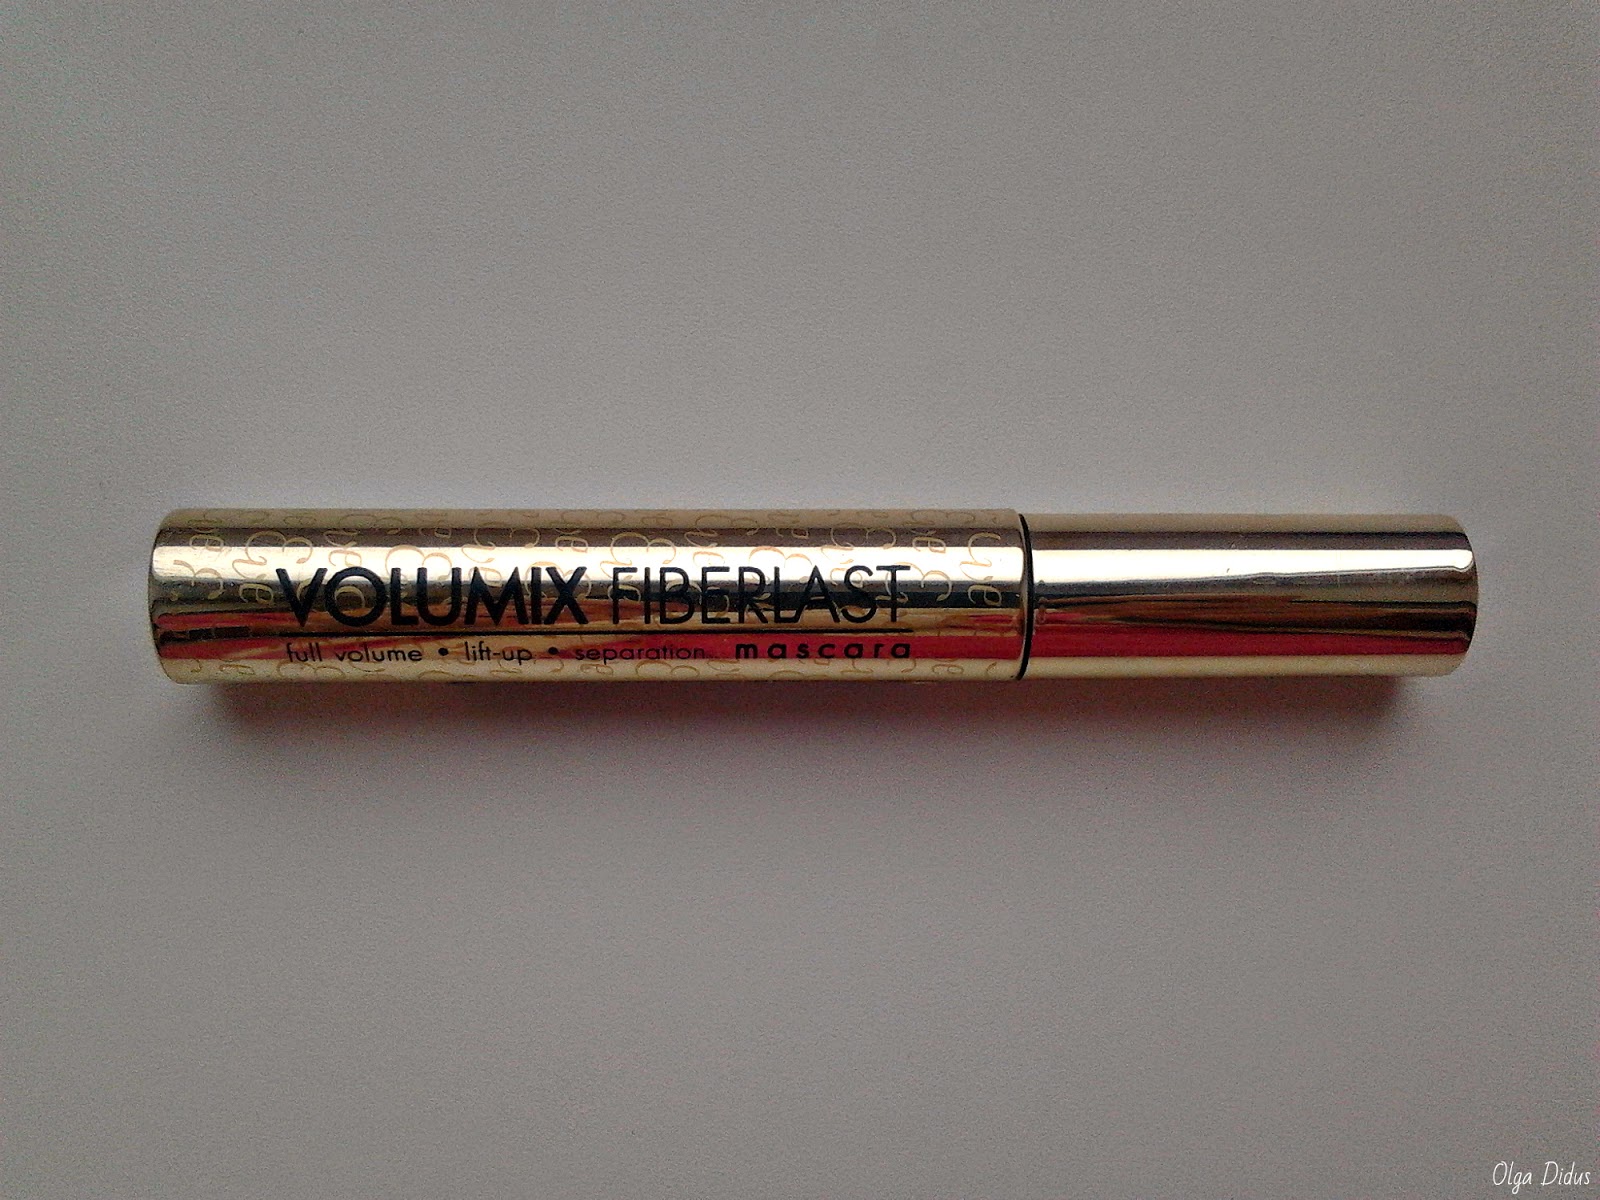 VOLUMIX FIBERLAST
full volume • lift-up • separation mascara
Olga Didus